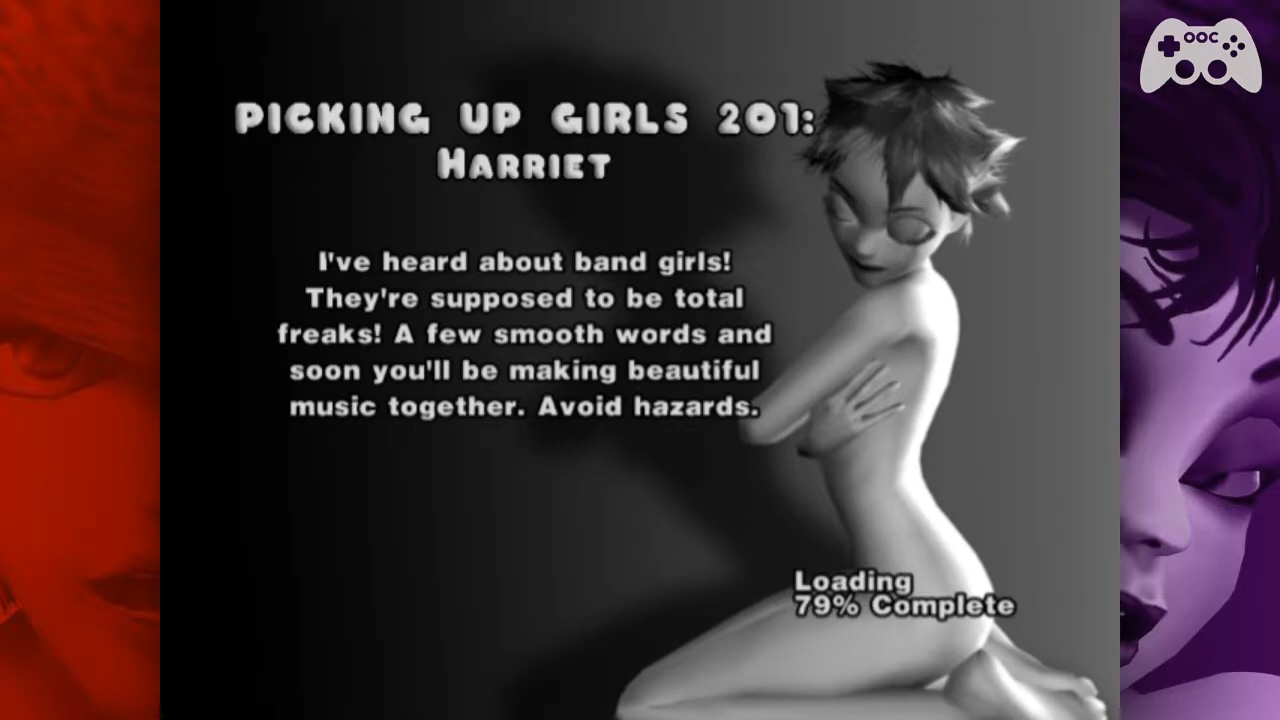 OOC
PICKING UP GIRLS 201:
HARRIET
I've heard about band girls!
They're supposed to be total
freaks! A few smooth words and
soon you'll be making beautiful
music together. Avoid hazards.
Loading
79% Complete